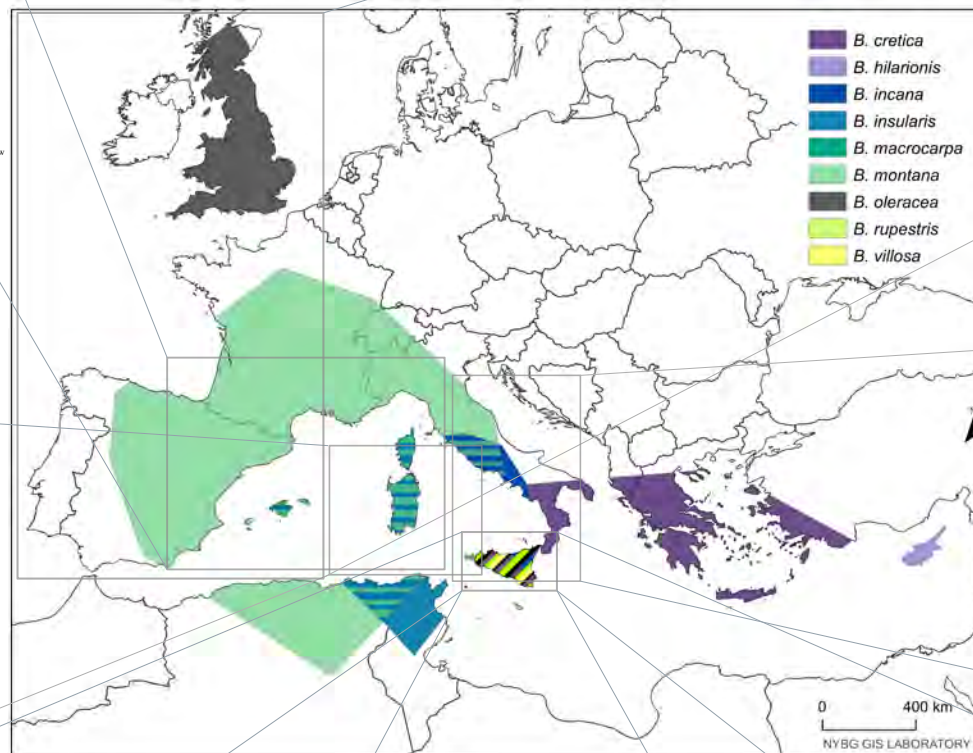 B. cretica
B. hilarionis
B. incana
B. insularis
B. macrocarpa
B. montana
B. oleracea
B. rupestris
B. villosa
0 400 km
NYBG GIS LABORATORY